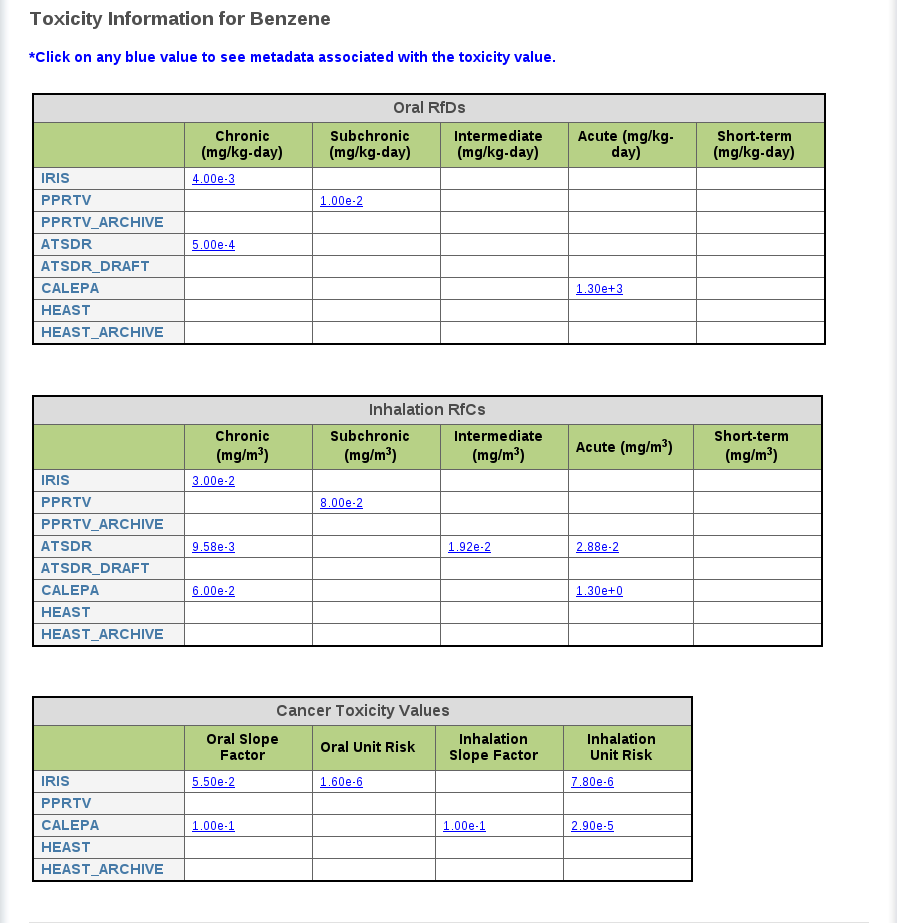 Toxicity Information for Benzene
*Click on any blue value to see metadata associated with the toxicity value.
Oral RfDs
Chronic (mg/kg-day) Subchronic (mg/kg-day) Intermediate (mg/kg-day) Acute (mg/kg-day) Short-term (mg/kg-day)
IRIS 4.00e-3
PPRTV 1.00e-2
PPRTV_ARCHIVE
ATSDR 5.00e-4
ATSDR_DRAFT
CALEPA 1.30e+3
HEAST
HEAST_ARCHIVE
Inhalation RfCs
Chronic (mg/m³) Subchronic (mg/m³) Intermediate (mg/m³) Acute (mg/m³) Short-term (mg/m³)
IRIS 3.00e-2
PPRTV 8.00e-2
PPRTV_ARCHIVE
ATSDR 9.58e-3 1.92e-2 2.88e-2
ATSDR_DRAFT
CALEPA 6.00e-2 1.30e+0
HEAST
HEAST_ARCHIVE
Cancer Toxicity Values
Oral Slope Factor Oral Unit Risk Inhalation Slope Factor Inhalation Unit Risk
IRIS 5.50e-2 1.60e-6 7.80e-6
PPRTV
CALEPA 1.00e-1 1.00e-1 2.90e-5
HEAST
HEAST_ARCHIVE